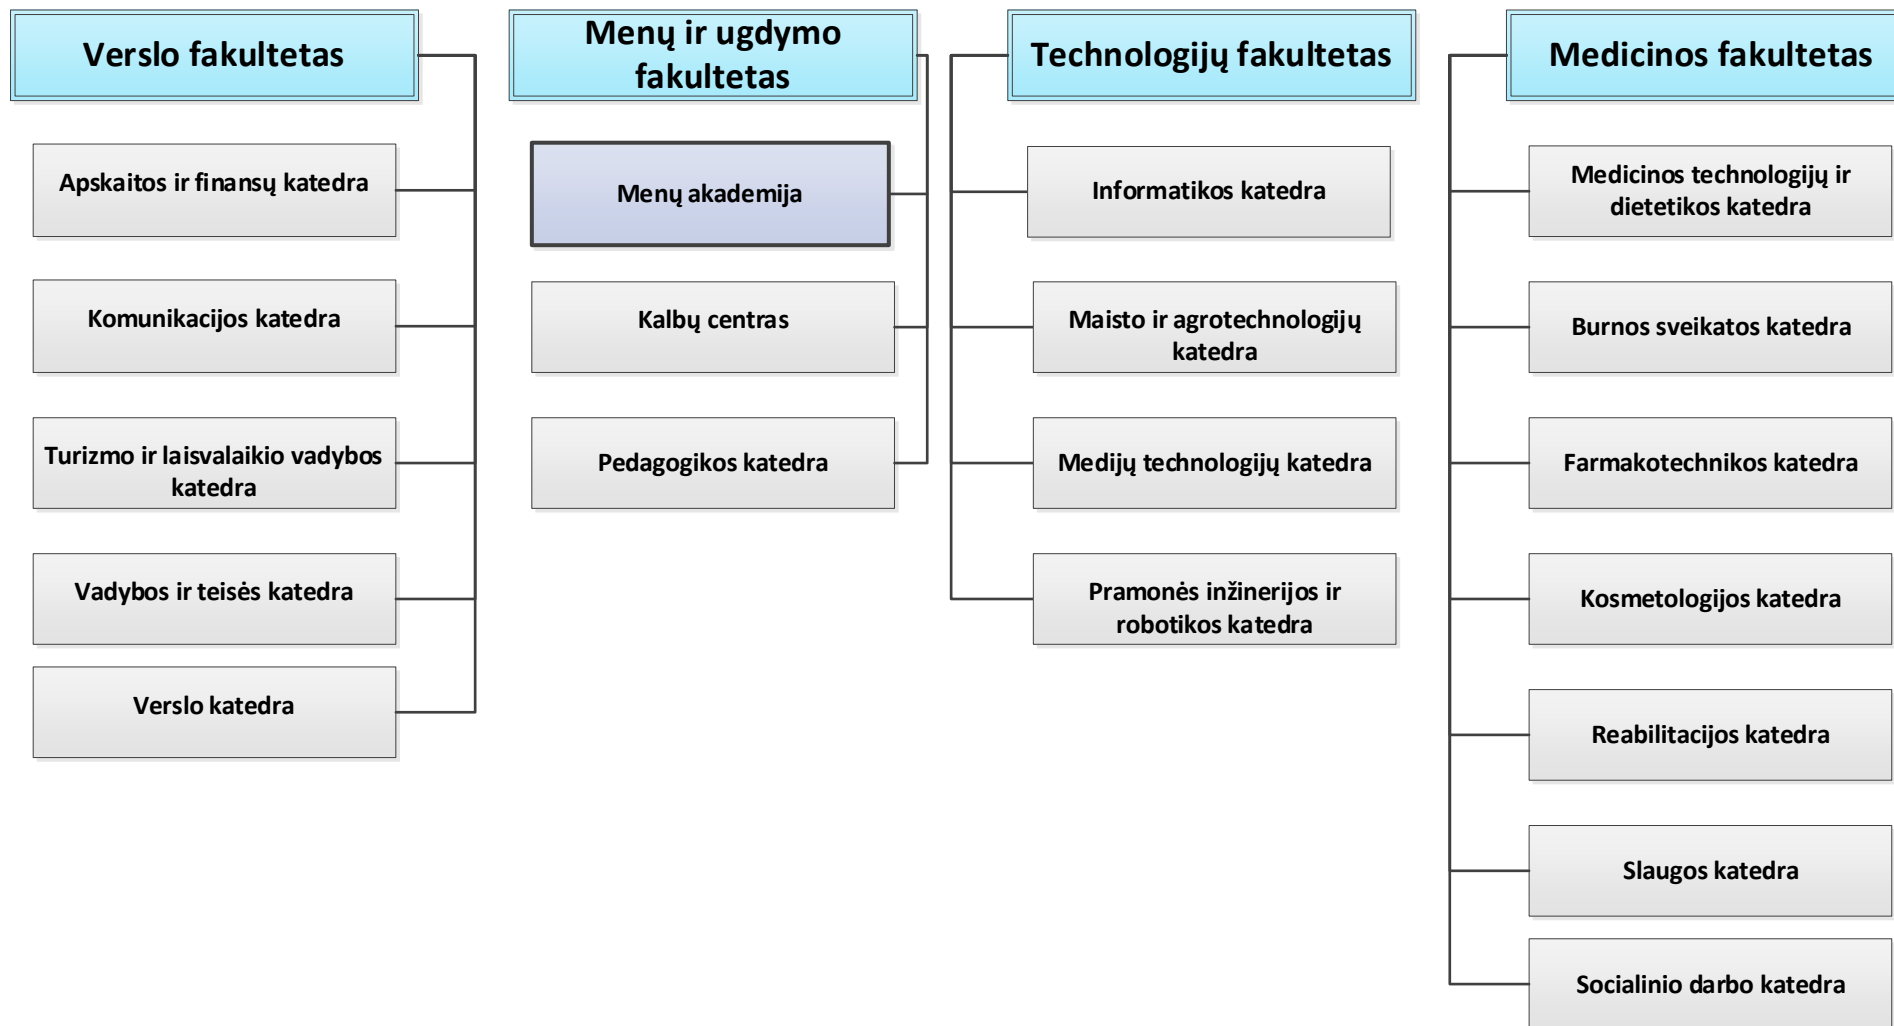 Verslo fakultetas
Apskaitos ir finansų katedra
Komunikacijos katedra
Turizmo ir laisvalaikio vadybos
katedra
Vadybos ir teisės katedra
Verslo katedra
Menų ir ugdymo
fakultetas
Menų akademija
Kalbų centras
Pedagogikos katedra
Technologijų fakultetas
Informatikos katedra
Maisto ir agrotechnologijų
katedra
Medijų technologijų katedra
Pramonės inžinerijos ir
robotikos katedra
Medicinos fakultetas
Medicinos technologijų ir
dietetikos katedra
Burnos sveikatos katedra
Farmakotechnikos katedra
Kosmetologijos katedra
Reabilitacijos katedra
Slaugos katedra
Socialinio darbo katedra